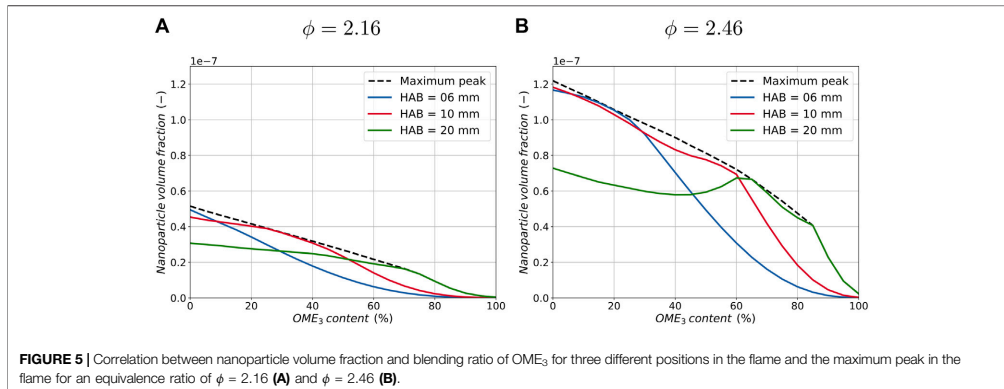 A
ϕ = 2.16
1e−7
Nanoparticle volume fraction (−)
1.2
1.0
0.8
0.6
0.4
0.2
0.0
Maximum peak
HAB = 06 mm
HAB = 10 mm
HAB = 20 mm
0 20 40 60 80 100
OME₃ content (%)
B
ϕ = 2.46
1e−7
Nanoparticle volume fraction (−)
1.2
1.0
0.8
0.6
0.4
0.2
0.0
Maximum peak
HAB = 06 mm
HAB = 10 mm
HAB = 20 mm
0 20 40 60 80 100
OME₃ content (%)
FIGURE 5 | Correlation between nanoparticle volume fraction and blending ratio of OME₃ for three different positions in the flame and the maximum peak in the
flame for an equivalence ratio of ϕ = 2.16 (A) and ϕ = 2.46 (B).